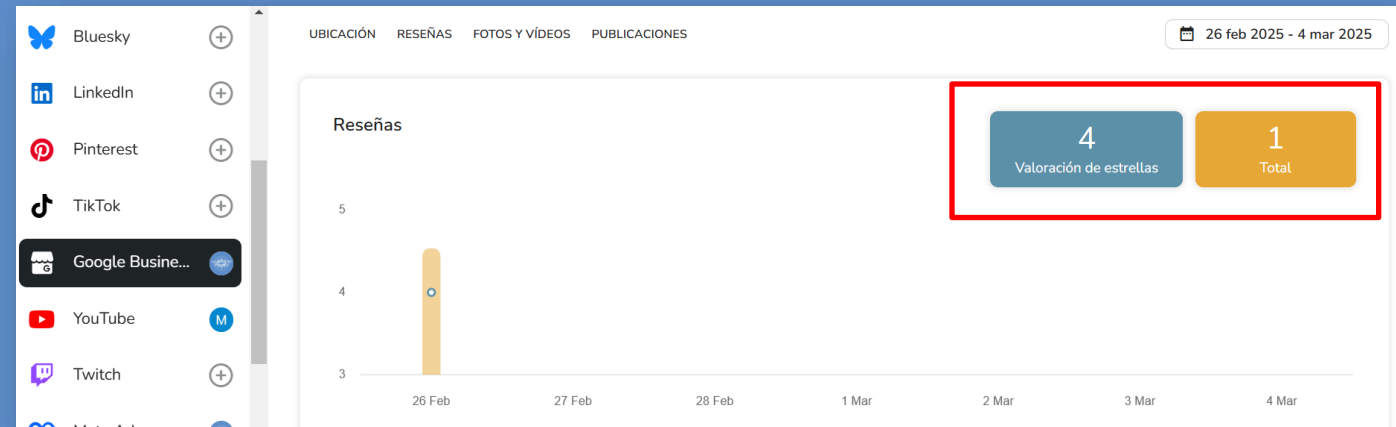 Bluesky
LinkedIn
Pinterest
TikTok
Google Busine...
YouTube
M
Twitch
UBICACIÓN RESEÑAS FOTOS Y VÍDEOS PUBLICACIONES
26 feb 2025 - 4 mar 2025
Reseñas
4
Valoración de estrellas
1
Total
5
4
3
26 Feb 27 Feb 28 Feb 1 Mar 2 Mar 3 Mar 4 Mar